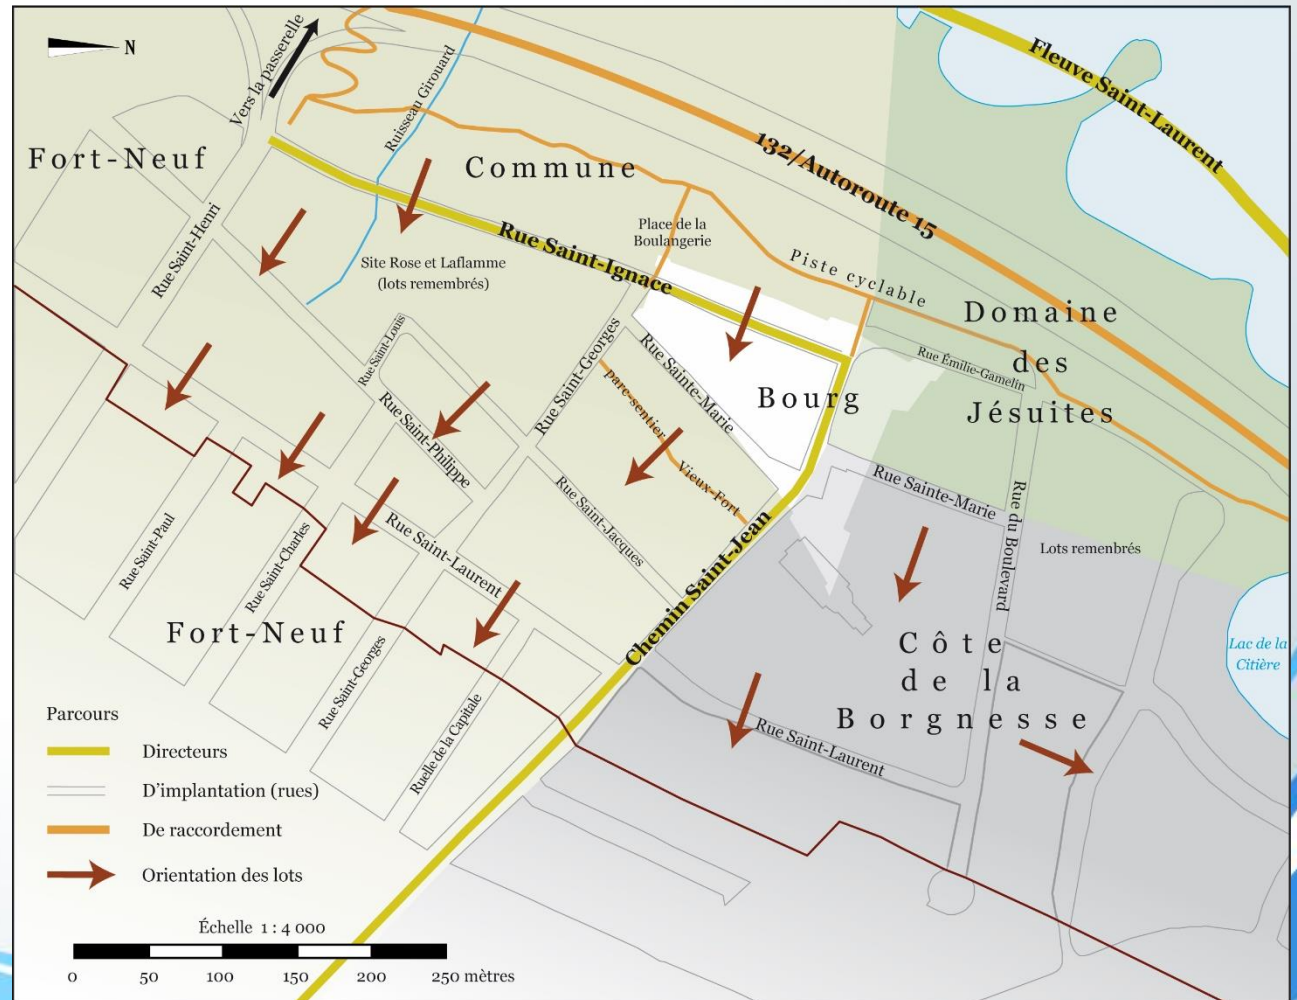 N
Vers la passerelle
Ruisseau Girouard
Fleuve Saint-Laurent
Fort-Neuf
Commune
132/Autoroute 15
Rue Saint-Henri
Place de la
Boulangerie
Rue Saint-Ignace
Piste cyclable
Site Rose et Laflamme
(lots remembrés)
Domaine
des
Jésuites
Rue Émilie-Gamelin
Rue Saint-Louis
Rue Saint-Georges
Rue Sainte-Marie
Bourg
parc-sentier
Vieux-Fort
Rue Saint-Philippe
Rue Sainte-Marie
Rue du Boulevard
Rue Saint-Jacques
Lots remenbrés
Rue Saint-Paul
Rue Saint-Charles
Rue Saint-Laurent
Chemin Saint-Jean
Fort-Neuf
Côte
de la
Borgnesse
Lac de la
Citière
Rue Saint-Georges
Ruelle de la Capitale
Rue Saint-Laurent
Parcours
Directeurs
D'implantation (rues)
De raccordement
Orientation des lots
Échelle 1 : 4 000
0 50 100 150 200 250 mètres